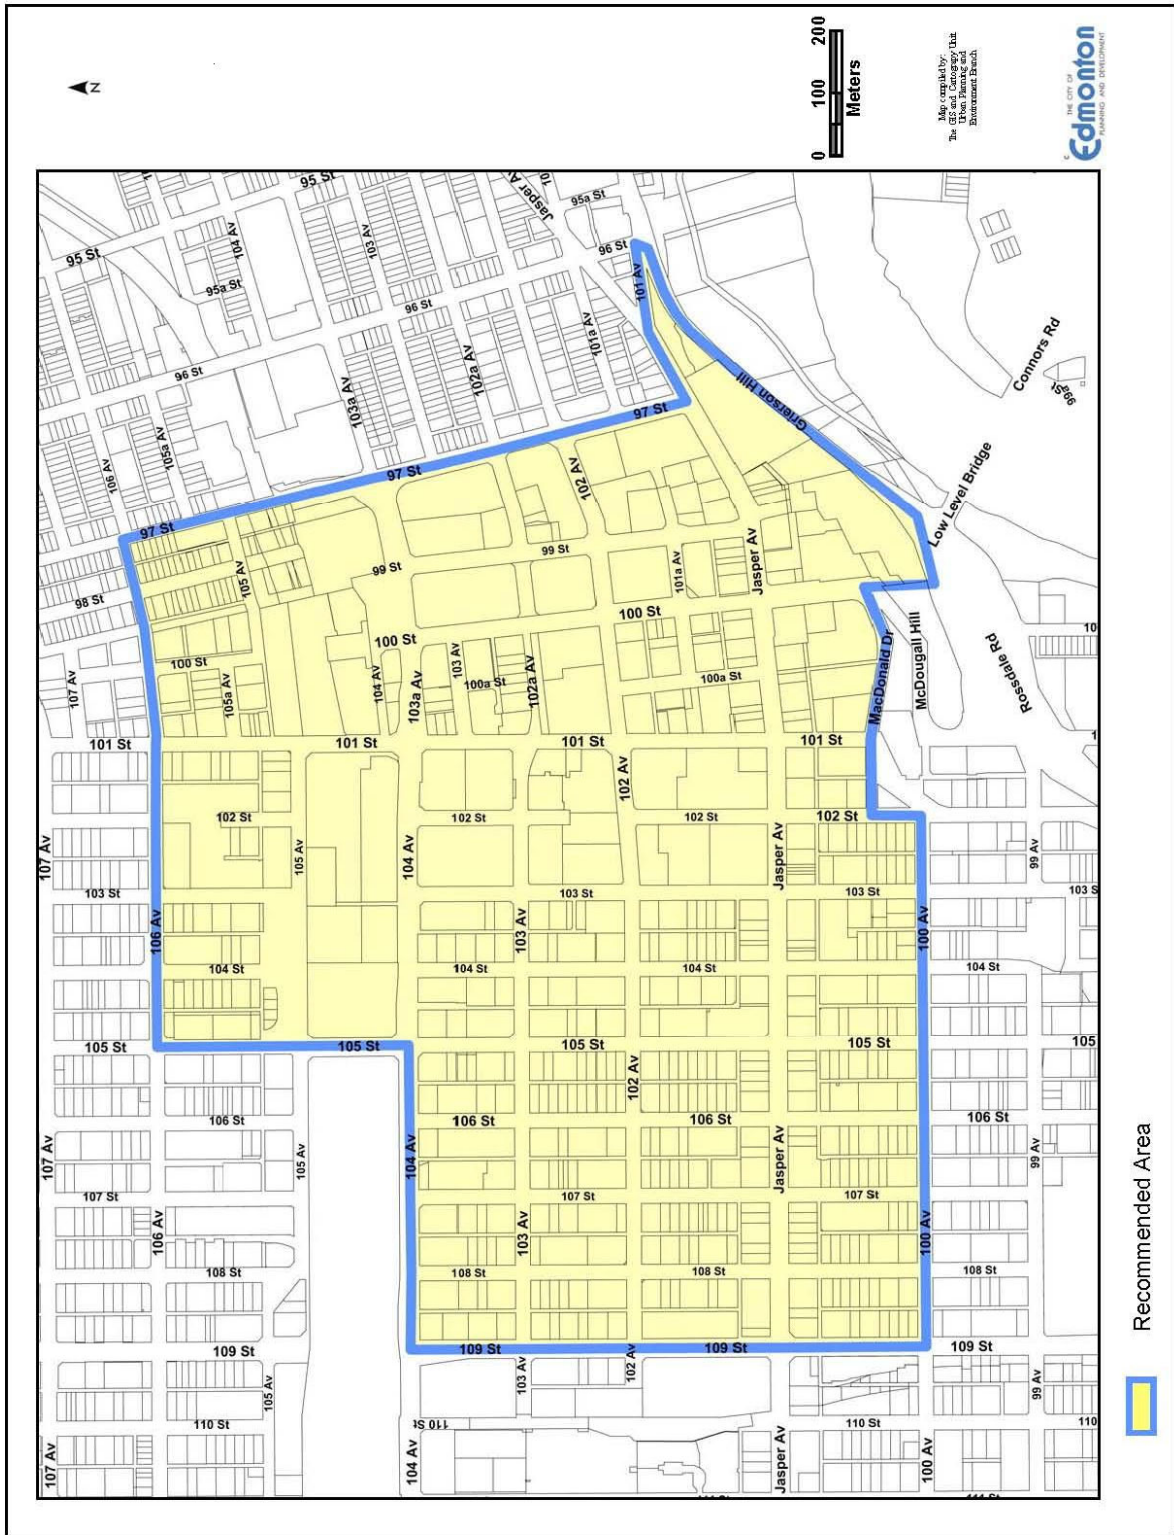 N
0 100 200
Meters
Map compiled by:
The GIS and Cartography Unit
Urban Planning and
Environment Branch
THE CITY OF
Edmonton
PLANNING AND DEVELOPMENT
95 St
95 St
95a St
104 Av
103 Av
Jasper Av
95a St
96 St
96 St
96 St
101 Av
101a Av
102a Av
103a Av
106 Av
105a Av
97 St
97 St
97 St
Grierson Hill
Connors Rd
99a St
Low Level Bridge
98 St
105 Av
99 St
99 St
102 Av
101a Av
Jasper Av
100 St
100 St
100 St
107 Av
105a Av
104 Av
103a Av
103 Av
100a St
102a Av
100a St
MacDonald Dr
McDougall Hill
Rossdale Rd
101 St
101 St
101 St
101 St
102 Av
107 Av
102 St
105 Av
104 Av
102 St
102 St
Jasper Av
102 St
99 Av
103 St
103 St
103 St
103 S
106 Av
103 Av
100 Av
104 St
104 St
104 St
104 St
105 St
105 St
105 St
105 St
105
102 Av
106 St
106 St
106 St
106 St
107 Av
105 Av
104 Av
Jasper Av
99 Av
107 St
107 St
107 St
106 Av
103 Av
100 Av
108 St
108 St
108 St
108 St
109 St
109 St
109 St
109 St
105 Av
103 Av
102 Av
99 Av
110 St
110 St
110 St
110
107 Av
104 Av
Jasper Av
100 Av
Recommended Area